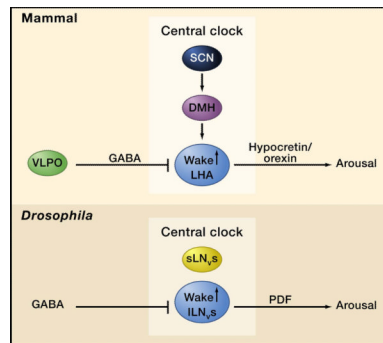 Mammal
Central clock
SCN
DMH
VLPO
GABA
Wake
LHA
Hypocretin/
orexin
Arousal
Drosophila
Central clock
sLNvs
GABA
Wake
lLNvs
PDF
Arousal